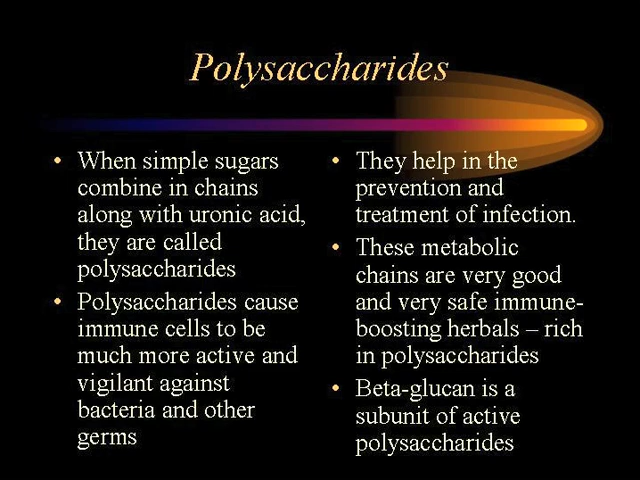 Polysaccharides
• When simple sugars
combine in chains
along with uronic acid,
they are called
polysaccharides
• Polysaccharides cause
immune cells to be
much more active and
vigilant against
bacteria and other
germs
• They help in the
prevention and
treatment of infection.
• These metabolic
chains are very good
and very safe immune-
boosting herbals – rich
in polysaccharides
• Beta-glucan is a
subunit of active
polysaccharides